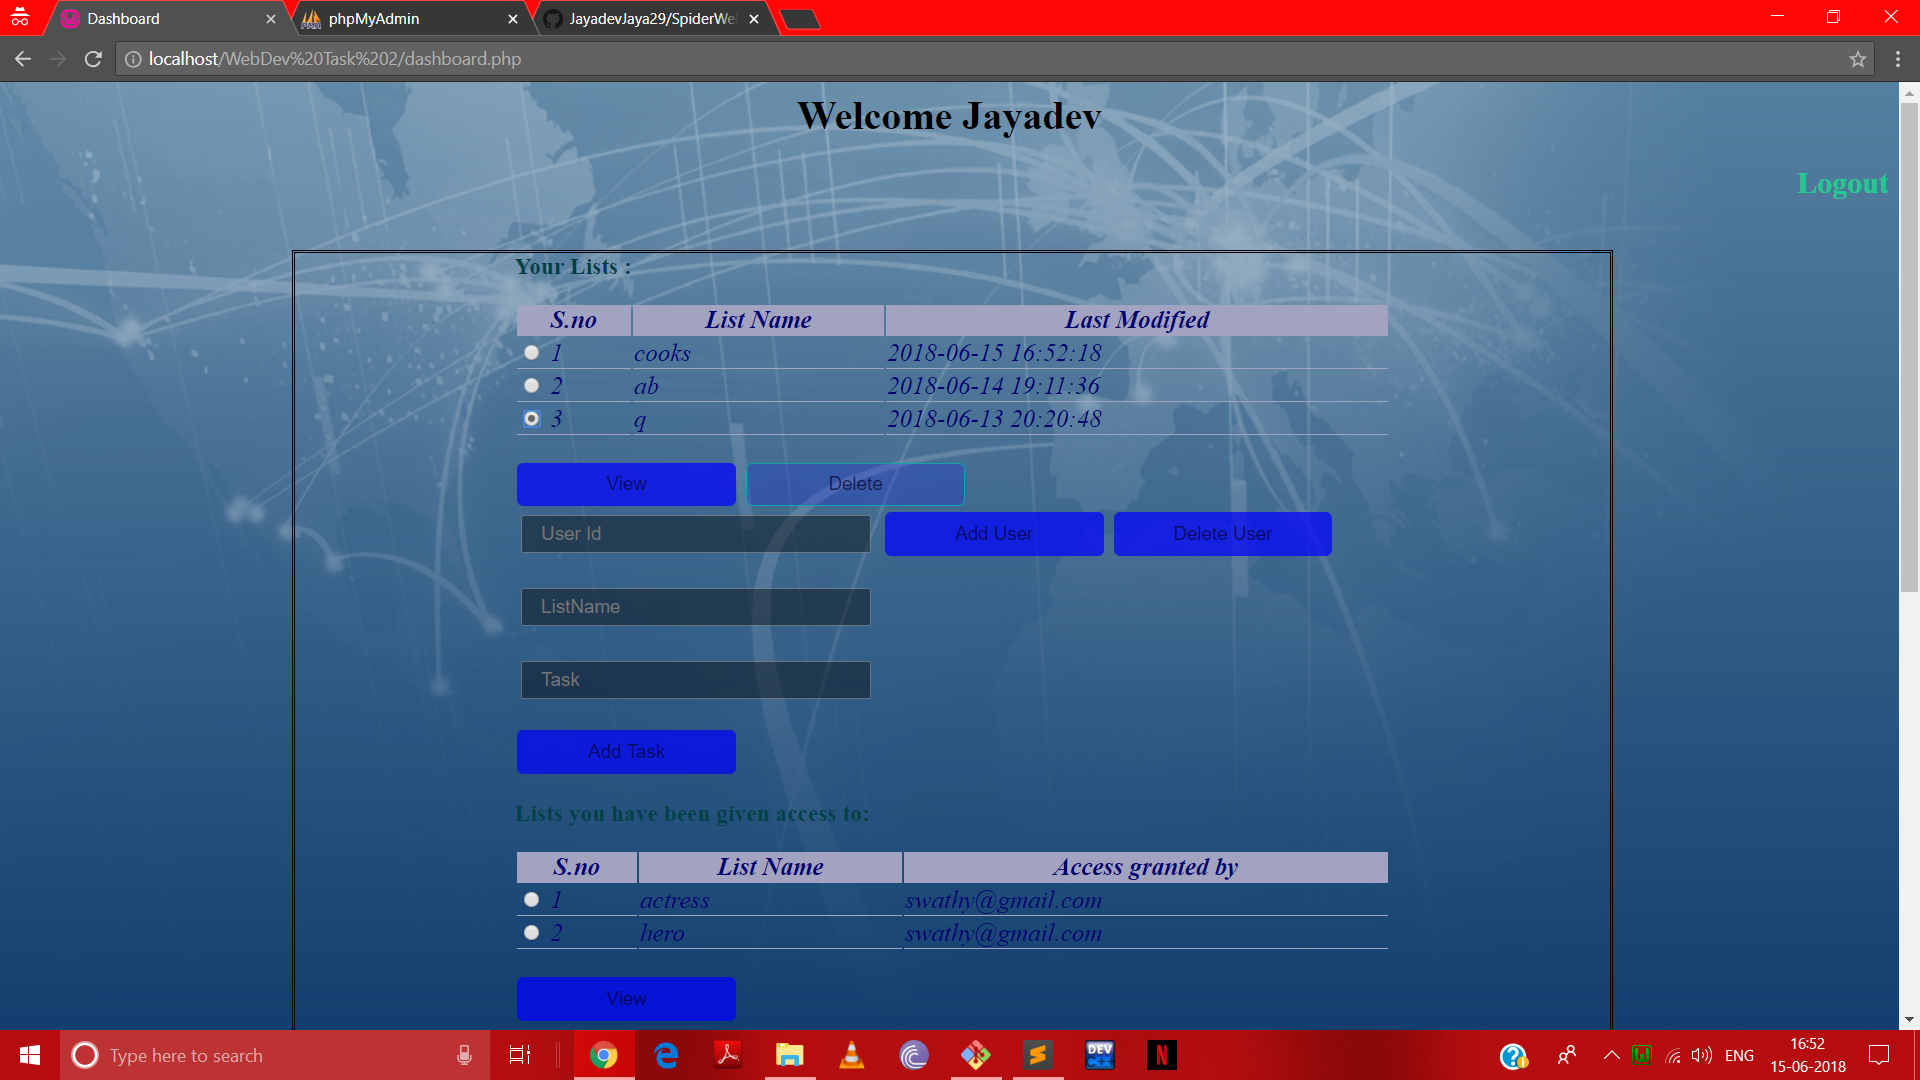 Dashboard
phpMyAdmin
JayadevJaya29/SpiderWe
localhost/WebDev%20Task%202/dashboard.php
Welcome Jayadev
Logout
Your Lists :
S.no List Name Last Modified
1 cooks 2018-06-15 16:52:18
2 ab 2018-06-14 19:11:36
3 q 2018-06-13 20:20:48
View Delete
User Id Add User Delete User
ListName
Task
Add Task
Lists you have been given access to:
S.no List Name Access granted by
1 actress swathy@gmail.com
2 hero swathy@gmail.com
View
Type here to search
DEV
C++
N
ENG
16:52
15-06-2018